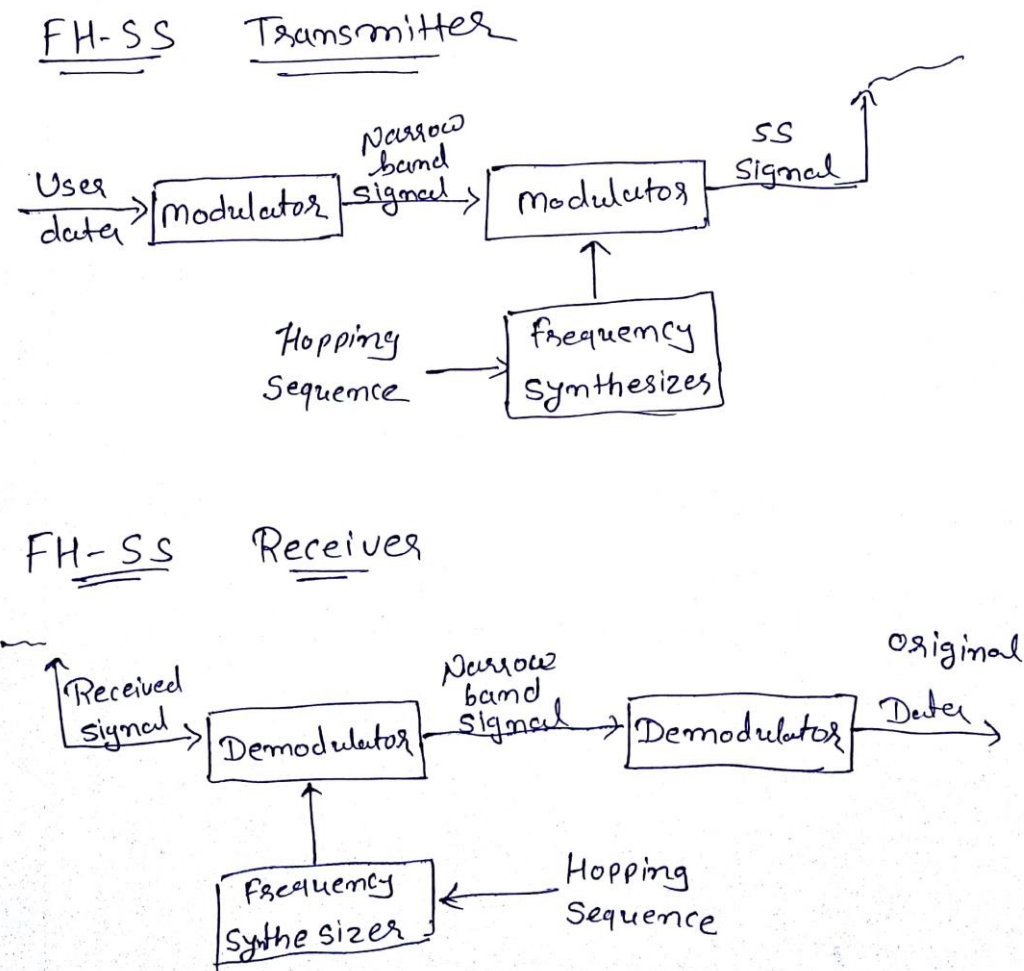 FH-SS Transmitter
User
data
Modulator
Narrow
band
signal
Modulator
SS
Signal
Hopping
Sequence
frequency
synthesizer
FH-SS Receiver
Received
signal
Demodulator
Narrow
band
signal
Demodulator
Original
Data
Frequency
Synthesizer
Hopping
Sequence